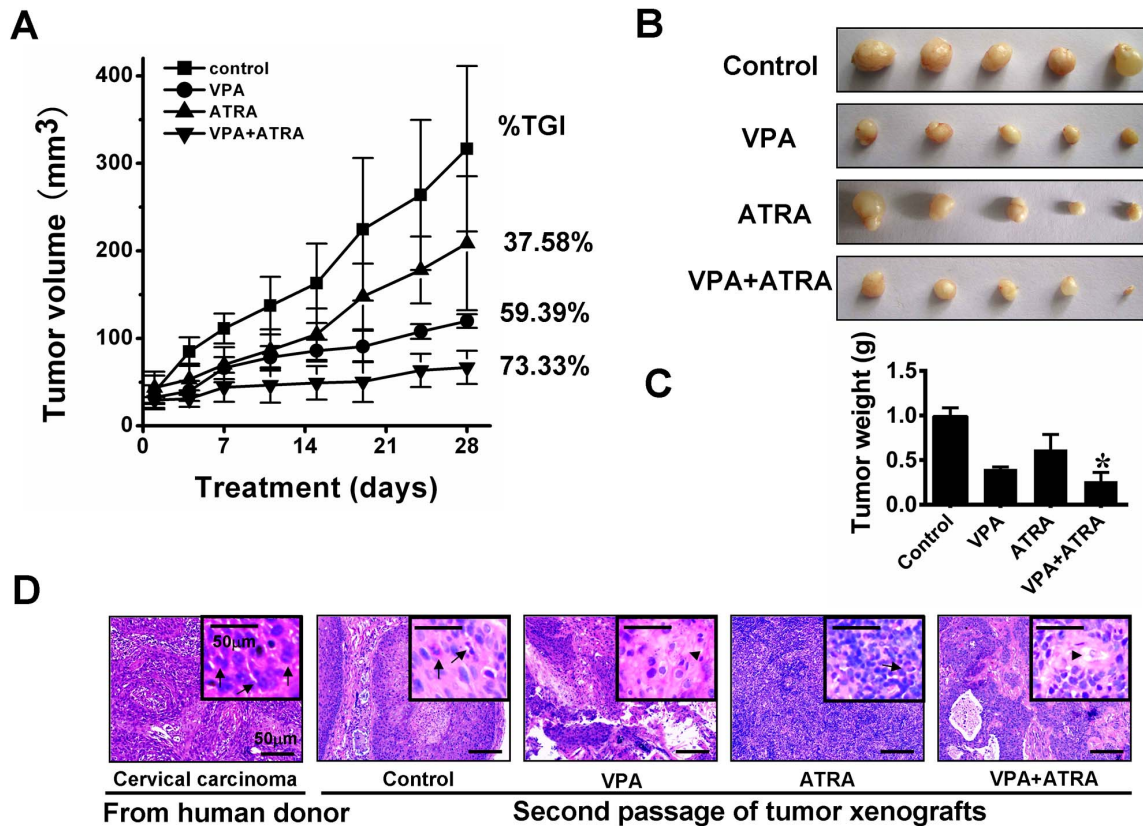 A
Tumor volume (mm3)
400
300
200
100
0
0
7
14
21
28
Treatment (days)
control
VPA
ATRA
VPA+ATRA
%TGI
37.58%
59.39%
73.33%
B
Control
VPA
ATRA
VPA+ATRA
C
Tumor weight (g)
1.5
1.0
0.5
0.0
*
Control
VPA
ATRA
VPA+ATRA
D
50μm
50μm
Cervical carcinoma
Control
VPA
ATRA
VPA+ATRA
From human donor
Second passage of tumor xenografts